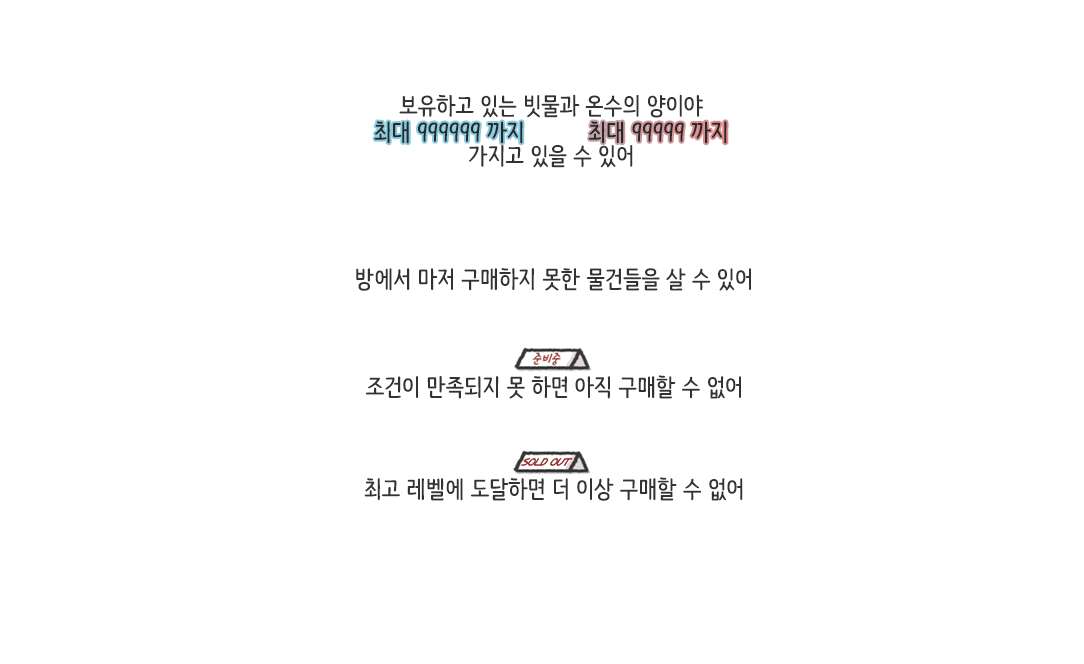 보유하고 있는 빗물과 온수의 양이야
최대 999999 까지 최대 99999 까지
가지고 있을 수 있어
방에서 마저 구매하지 못한 물건들을 살 수 있어
준비중
조건이 만족되지 못 하면 아직 구매할 수 없어
SOLD OUT
최고 레벨에 도달하면 더 이상 구매할 수 없어